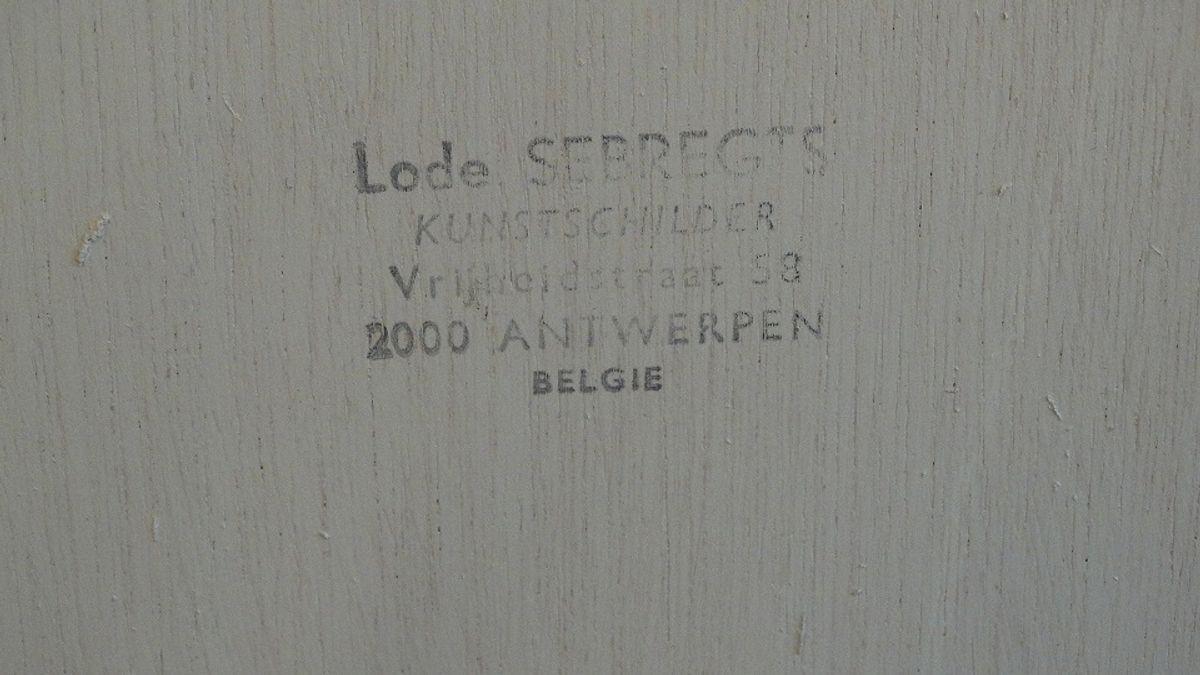 Lode SEBREGTS
KUNSTSCHILDER
Vrijheidstraat 58
2000 ANTWERPEN
BELGIE